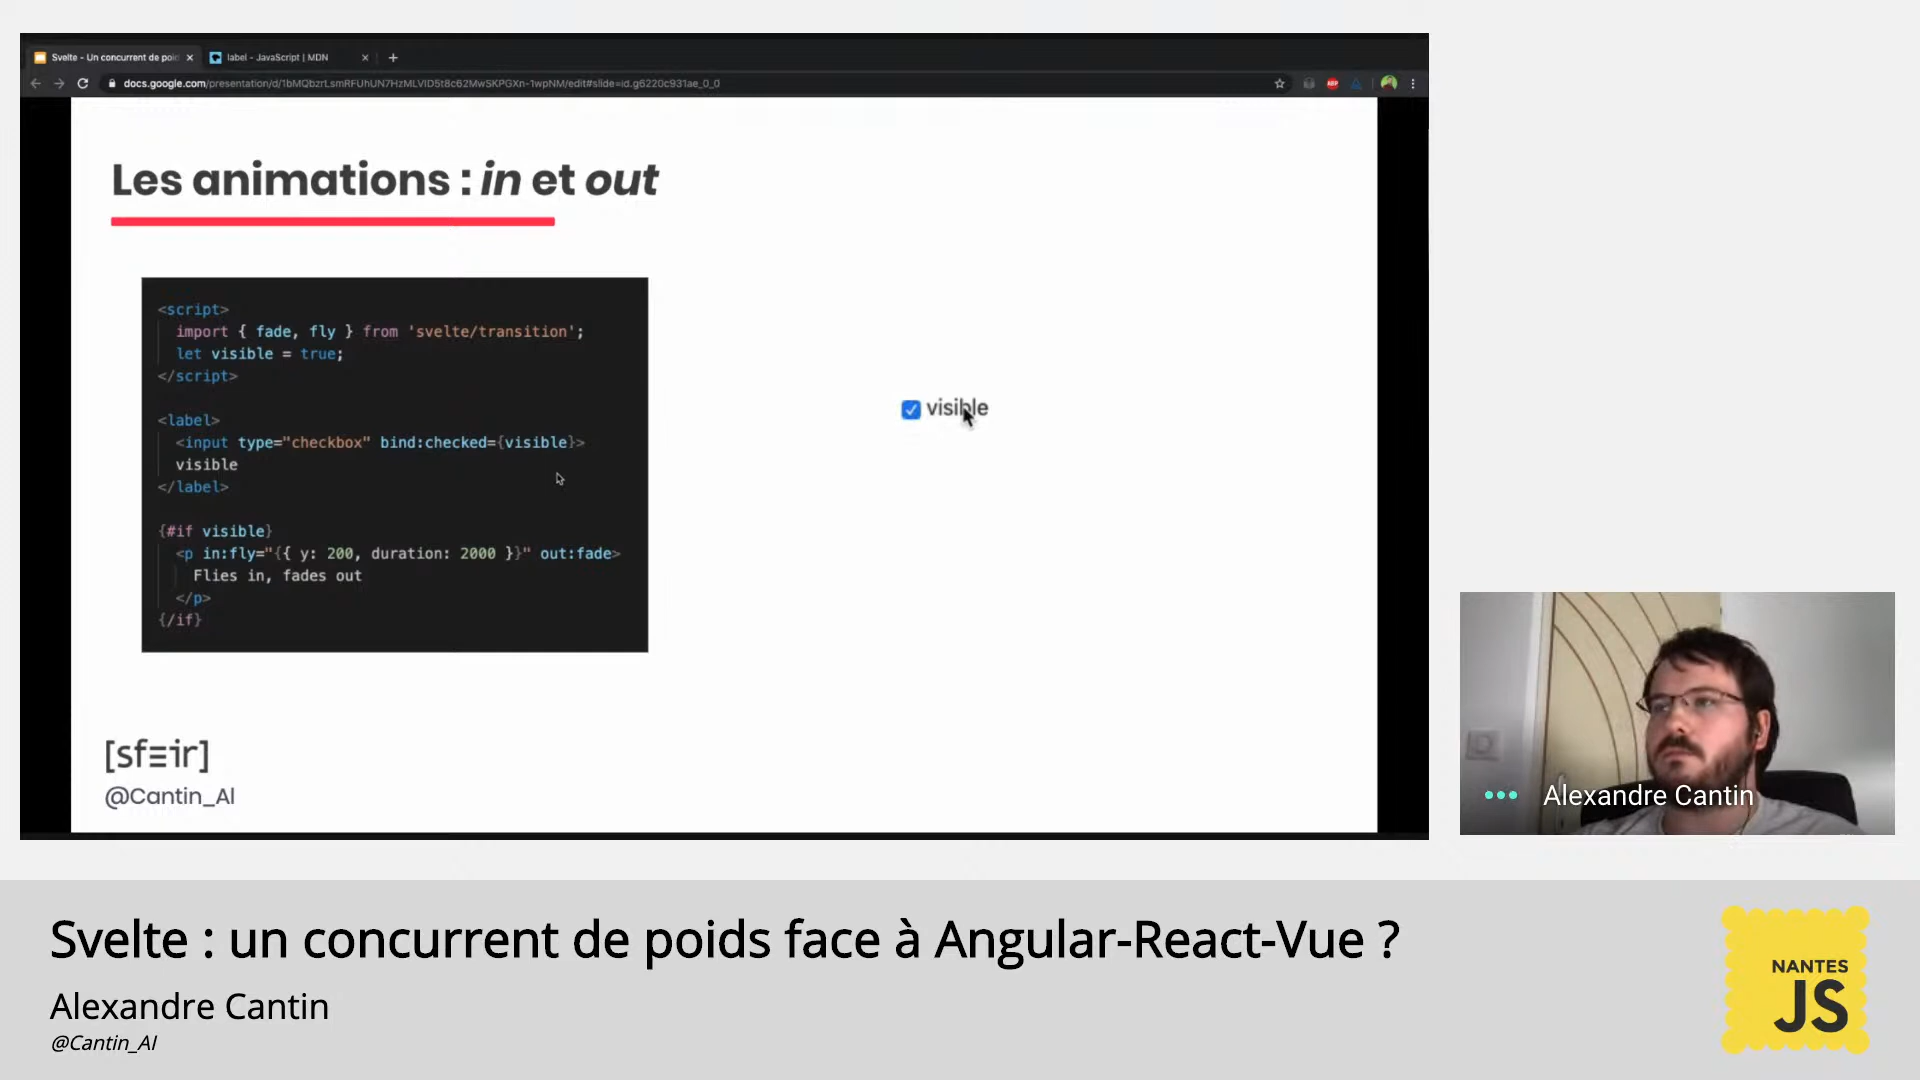 Svelte - Un concurrent de poi
label - JavaScript | MDN
docs.google.com/presentation/d/1bMQbzrLsmRFUhUN7HzMLVlD5t8c62MwSKPGXn-1wpNM/edit#slide=id.g6220c931ae_0_0
Les animations : in et out
<script>
import { fade, fly } from 'svelte/transition';
let visible = true;
</script>
<label>
<input type="checkbox" bind:checked={visible}>
visible
</label>
{#if visible}
<p in:fly="{{ y: 200, duration: 2000 }}" out:fade>
Flies in, fades out
</p>
{/if}
visible
[sfeir]
@Cantin_Al
Alexandre Cantin
Svelte : un concurrent de poids face à Angular-React-Vue ?
Alexandre Cantin
@Cantin_Al
NANTES
JS